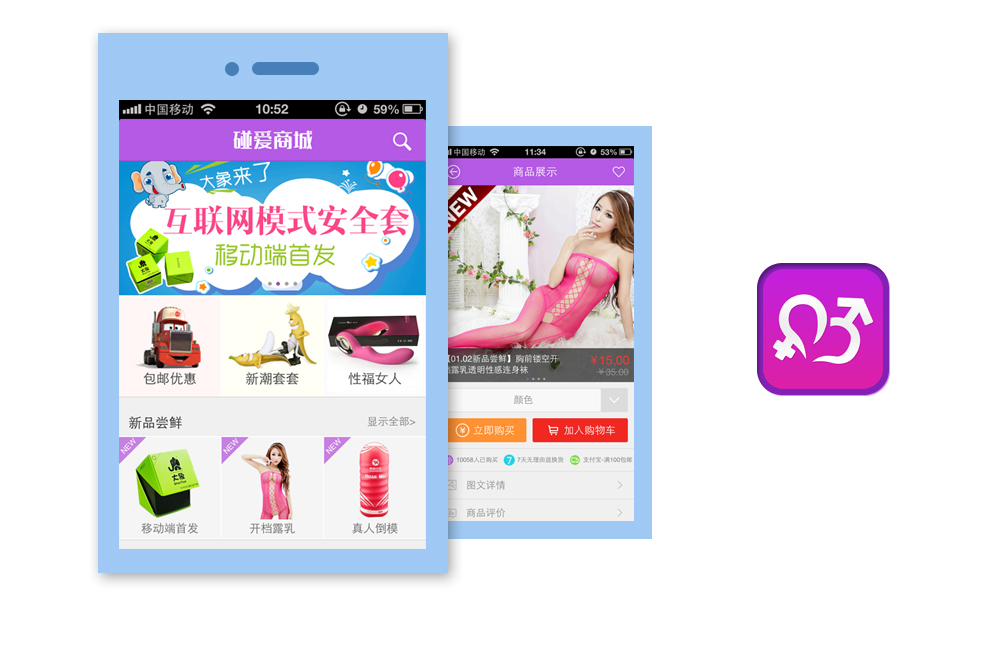 中国移动
10:52
59%
碰爱商城
大象来了
互联网模式安全套
移动端首发
大象
包邮优惠
新潮套套
性福女人
新品尝鲜
显示全部>
NEW
NEW
NEW
大象
移动端首发
开档露乳
真人倒模
中国移动
11:34
53%
商品展示
NEW
【01.02新品尝鲜】胸前镂空开
裆露乳透明性感连身袜
¥15.00
¥35.00
颜色
立即购买
加入购物车
10058人已购买
7
7天无理由退换货
支付宝-满100包邮
图文详情
商品评价